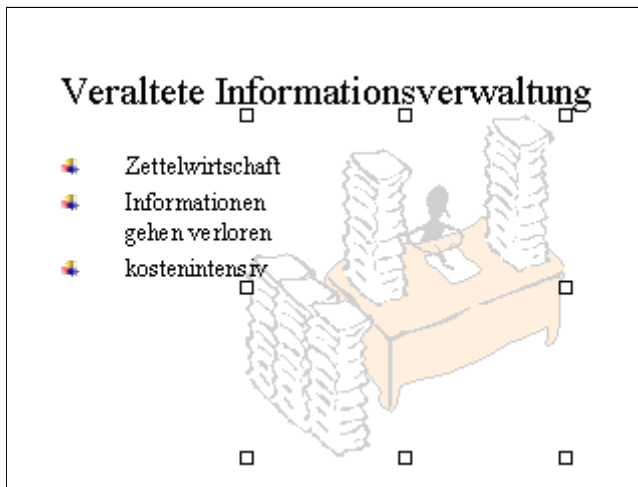 Veraltete Informationsverwaltung
Zettelwirtschaft
Informationen
gehen verloren
kostenintensiv